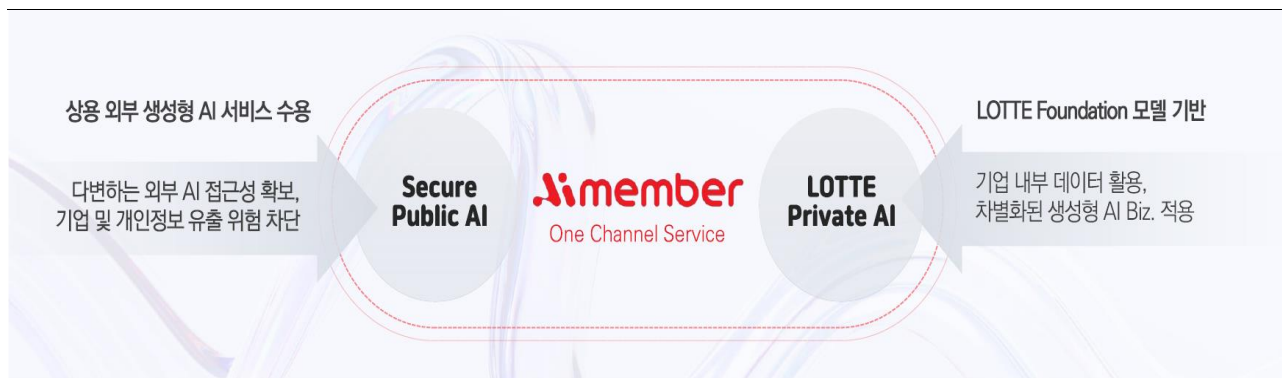 상용 외부 생성형 AI 서비스 수용
다변하는 외부 AI 접근성 확보,
기업 및 개인정보 유출 위험 차단
Secure
Public AI
Aimember
One Channel Service
LOTTE
Private AI
LOTTE Foundation 모델 기반
기업 내부 데이터 활용,
차별화된 생성형 AI Biz. 적용